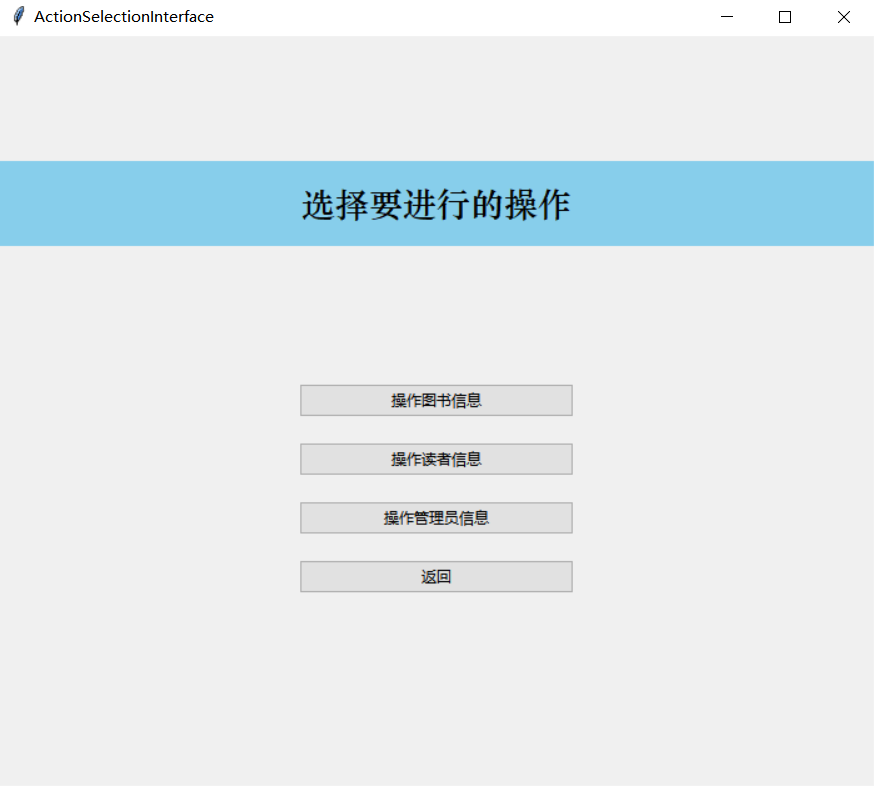 ActionSelectionInterface
选择要进行的操作
操作图书信息
操作读者信息
操作管理员信息
返回